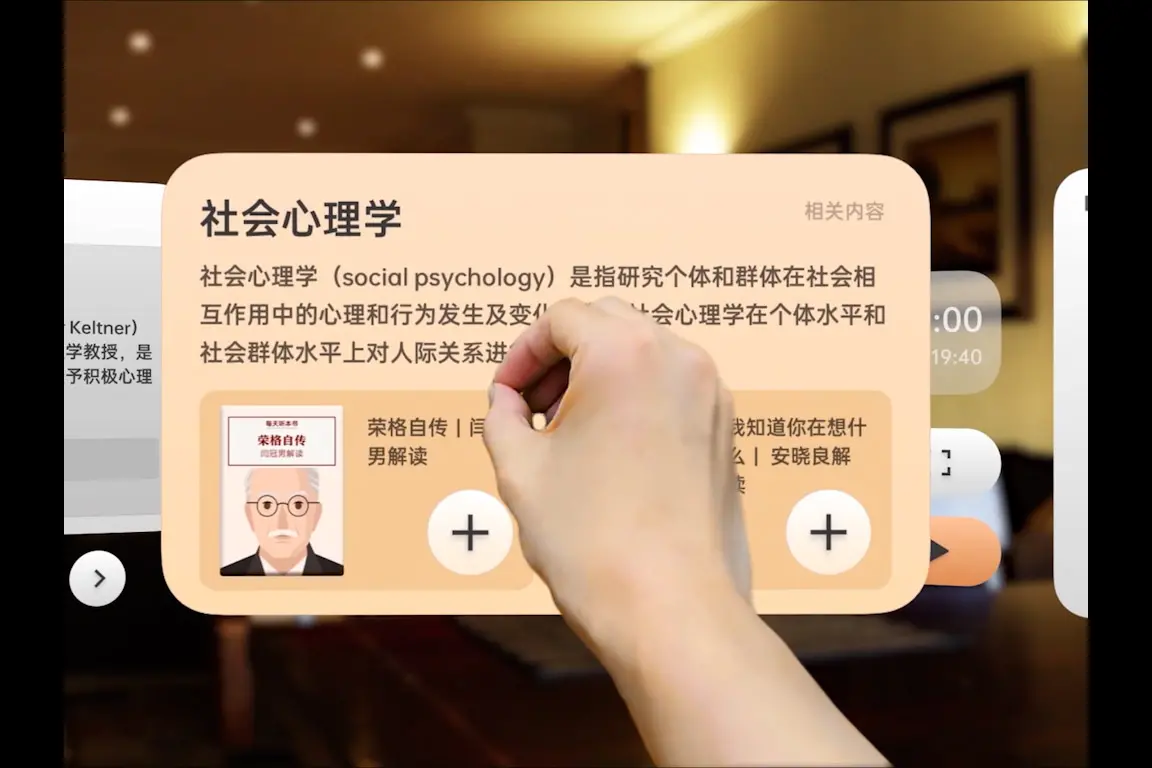 社会心理学
相关内容
社会心理学（social psychology）是指研究个体和群体在社会相
互作用中的心理和行为发生及变化 社会心理学在个体水平和
社会群体水平上对人际关系进
Keltner)
学教授，是
予积极心理
:00
19:40
每天听本书
荣格自传
闫冠男解读
荣格自传 | 闫
男解读
我知道你在想什
么 | 安晓良解
读